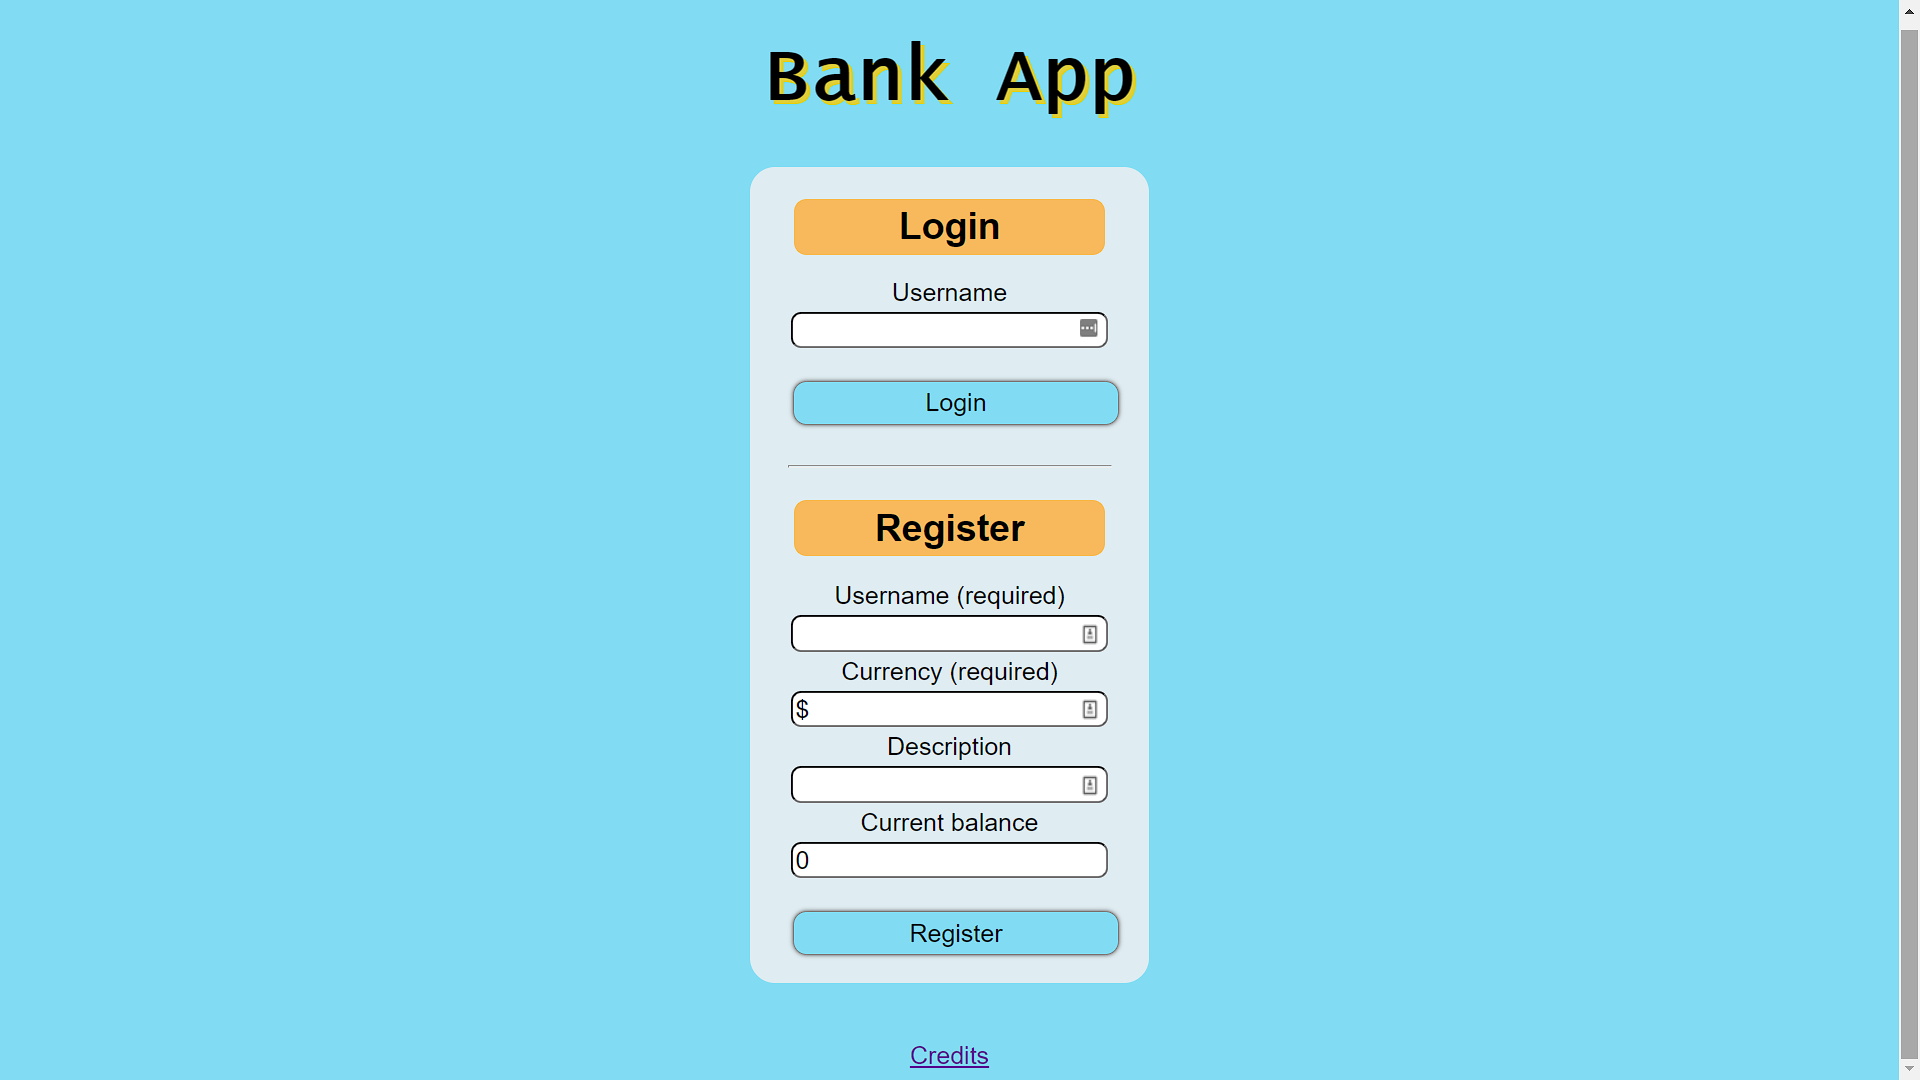 Bank App
Login
Username
Login
Register
Username (required)
Currency (required)
$
Description
Current balance
0
Register
Credits